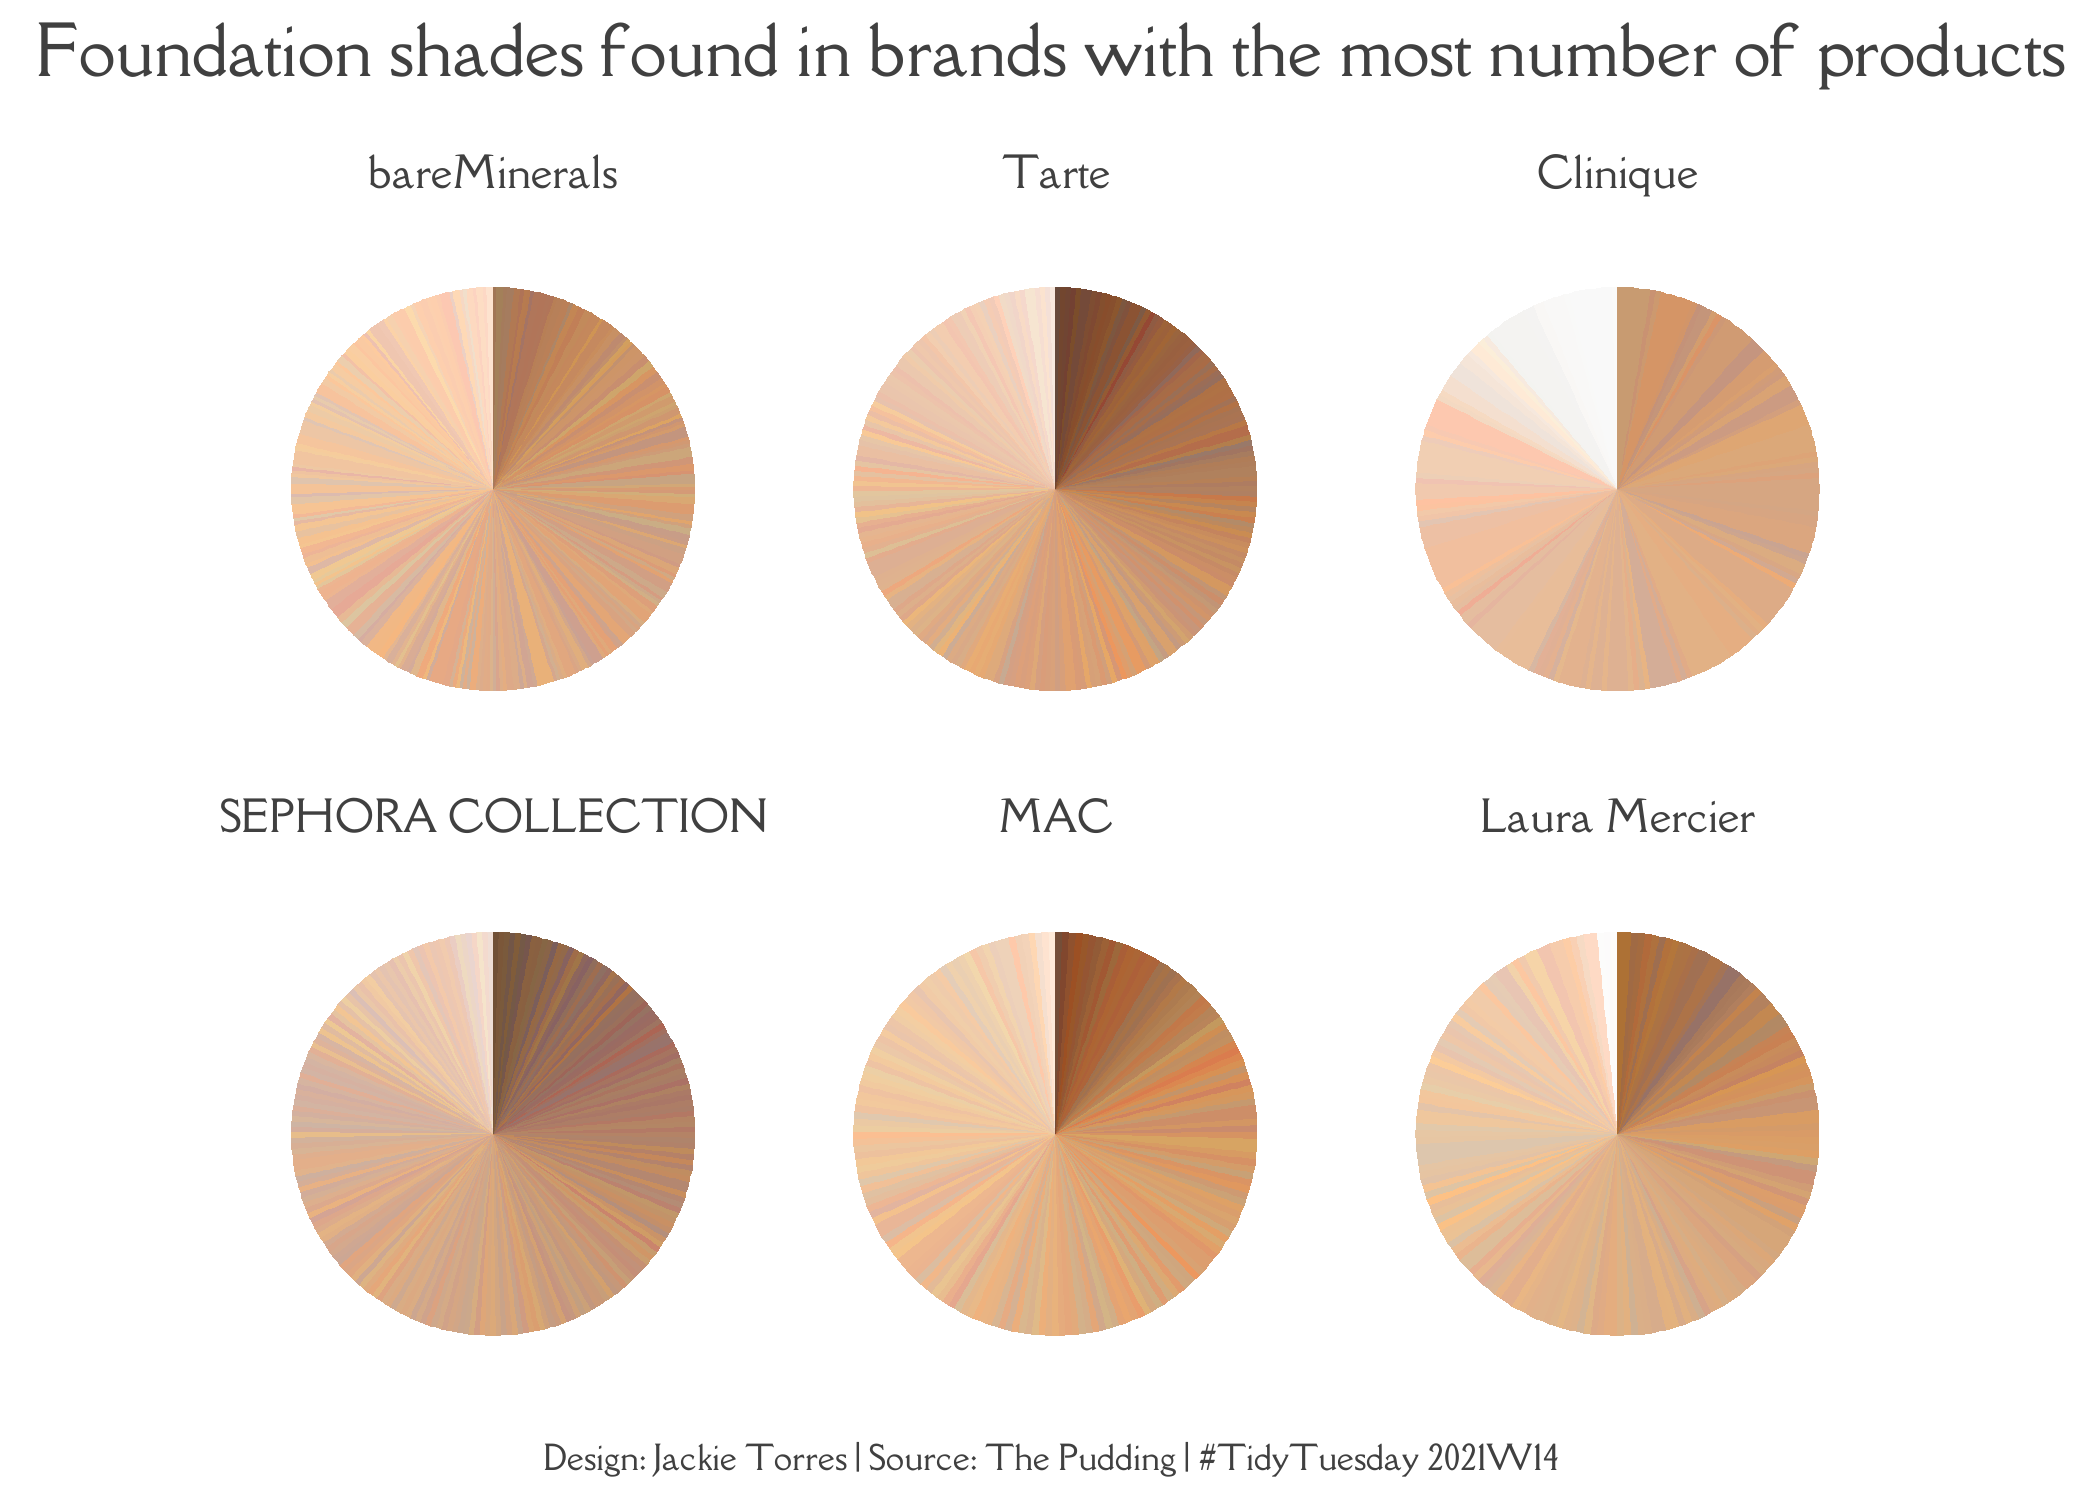 Foundation shades found in brands with the most number of products
bareMinerals
Tarte
Clinique
SEPHORA COLLECTION
MAC
Laura Mercier
Design: Jackie Torres | Source: The Pudding | #TidyTuesday 2021W14